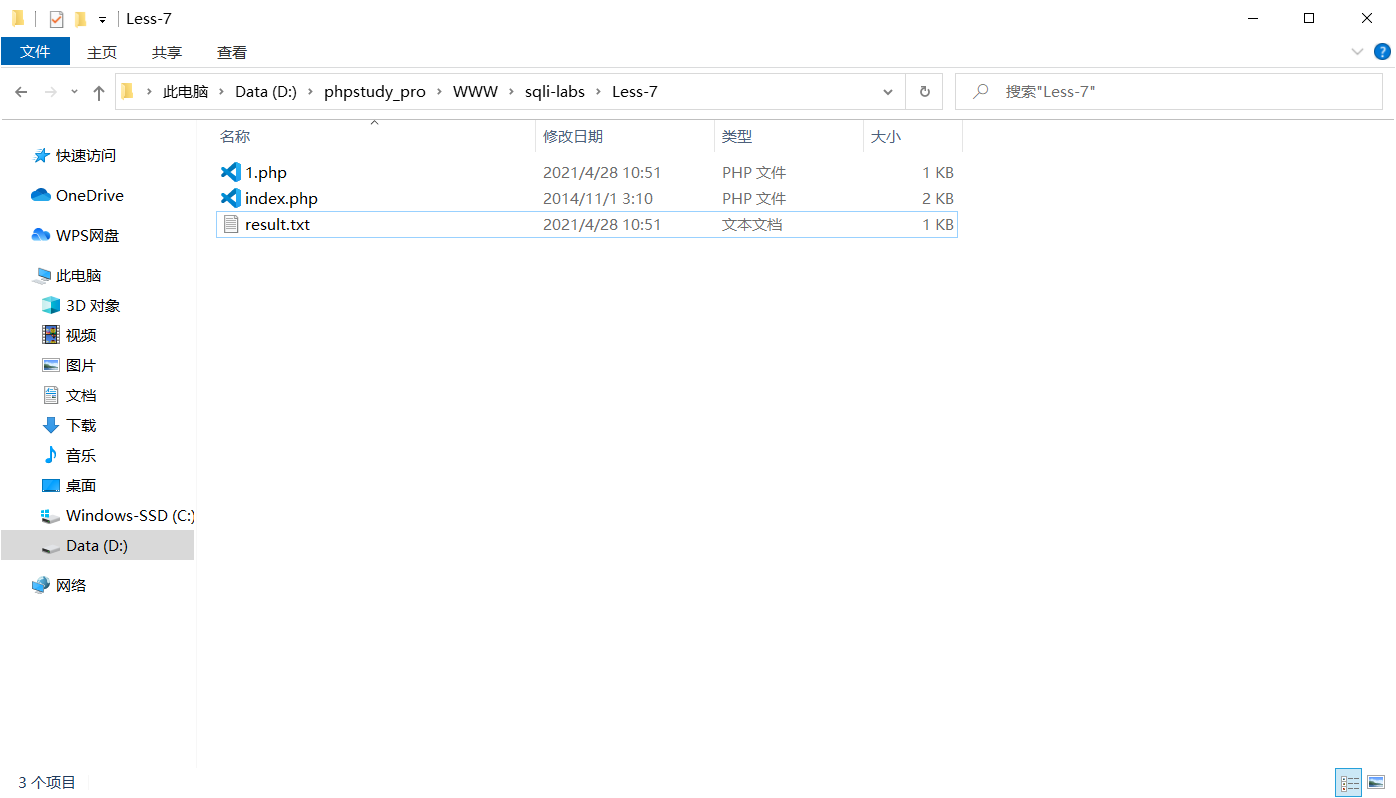 Less-7
文件 主页 共享 查看
此电脑 Data (D:) phpstudy_pro WWW sqli-labs Less-7 搜索"Less-7"
名称 修改日期 类型 大小
快速访问
OneDrive
WPS网盘
此电脑
3D 对象
视频
图片
文档
下载
音乐
桌面
Windows-SSD (C:)
Data (D:)
网络
1.php 2021/4/28 10:51 PHP 文件 1 KB
index.php 2014/11/1 3:10 PHP 文件 2 KB
result.txt 2021/4/28 10:51 文本文档 1 KB
3 个项目